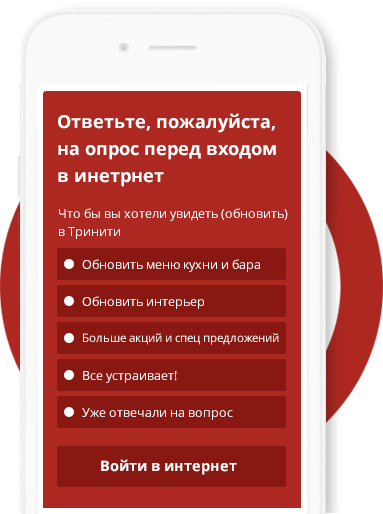 Ответьте, пожалуйста,
на опрос перед входом
в инетрнет
Что бы вы хотели увидеть (обновить)
в Тринити
Обновить меню кухни и бара
Обновить интерьер
Больше акций и спец предложений
Все устраивает!
Уже отвечали на вопрос
Войти в интернет